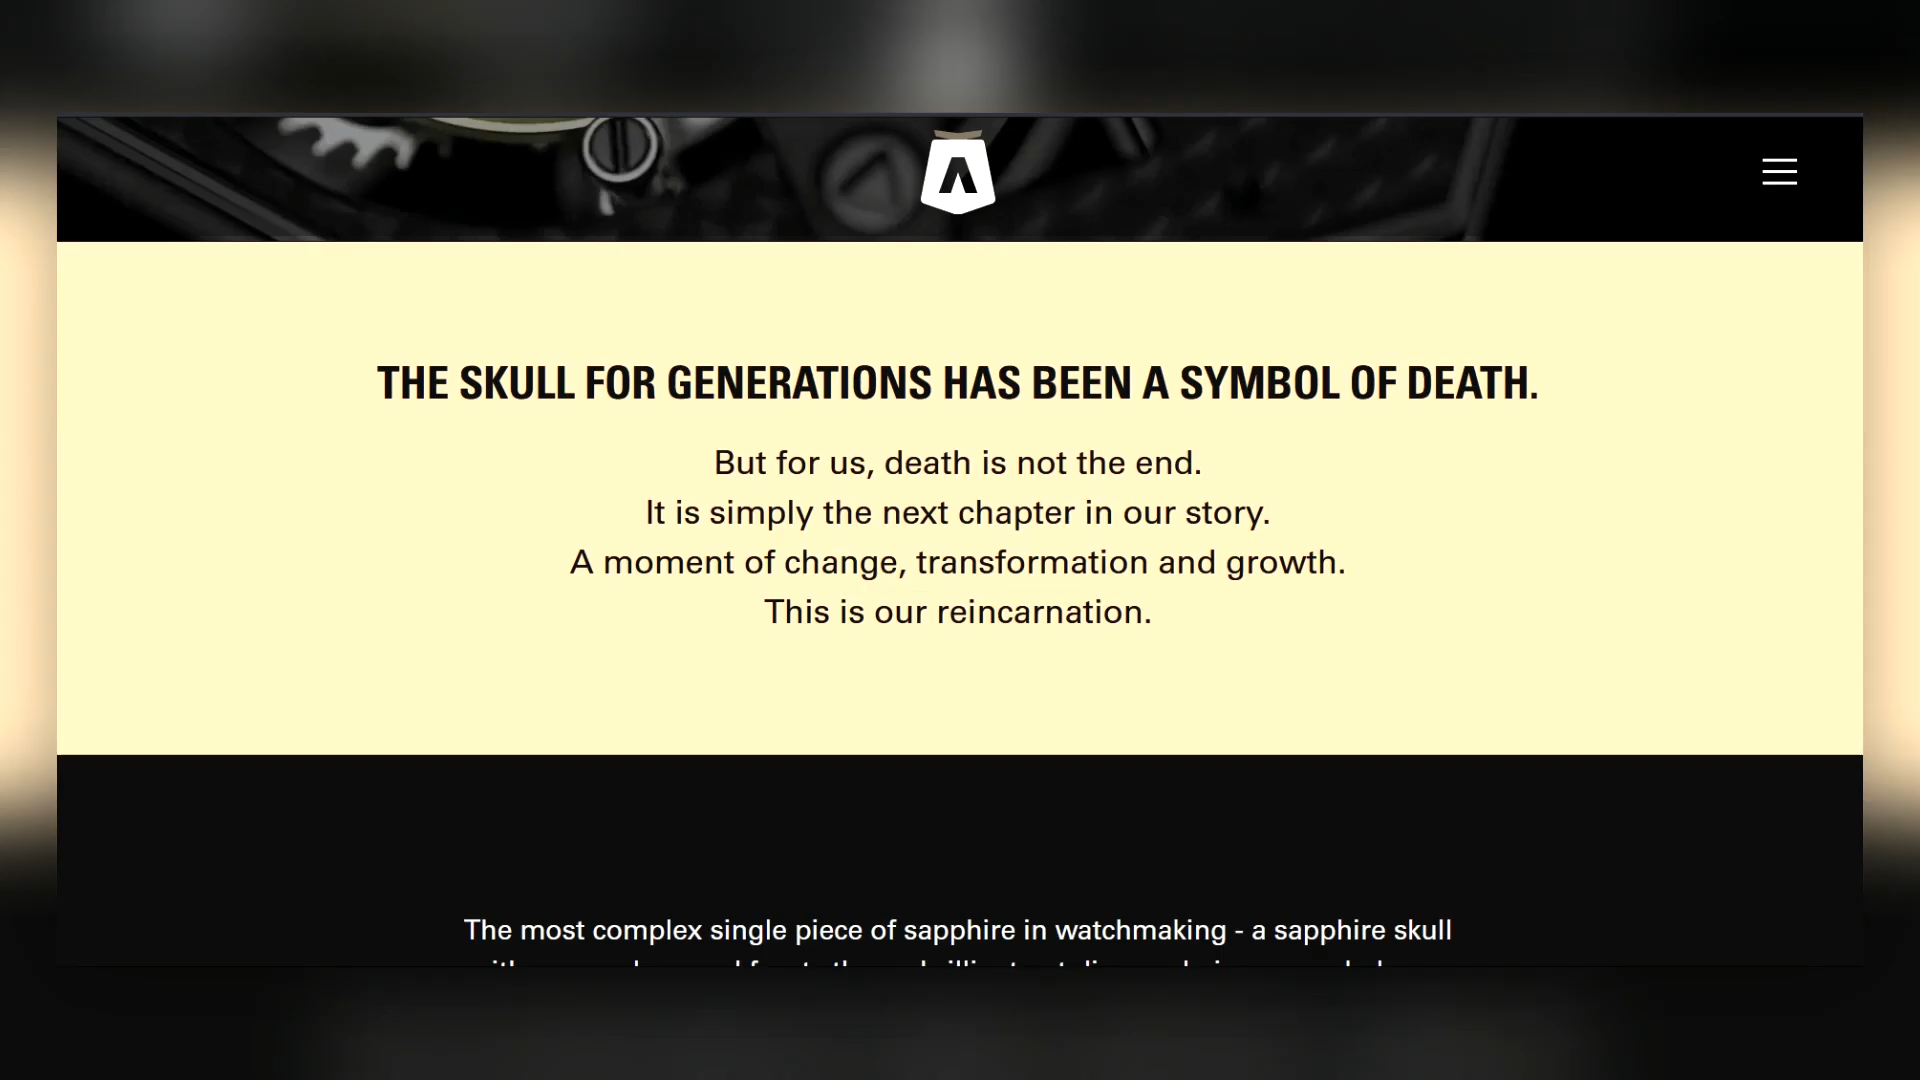 THE SKULL FOR GENERATIONS HAS BEEN A SYMBOL OF DEATH.
But for us, death is not the end.
It is simply the next chapter in our story.
A moment of change, transformation and growth.
This is our reincarnation.
The most complex single piece of sapphire in watchmaking - a sapphire skull